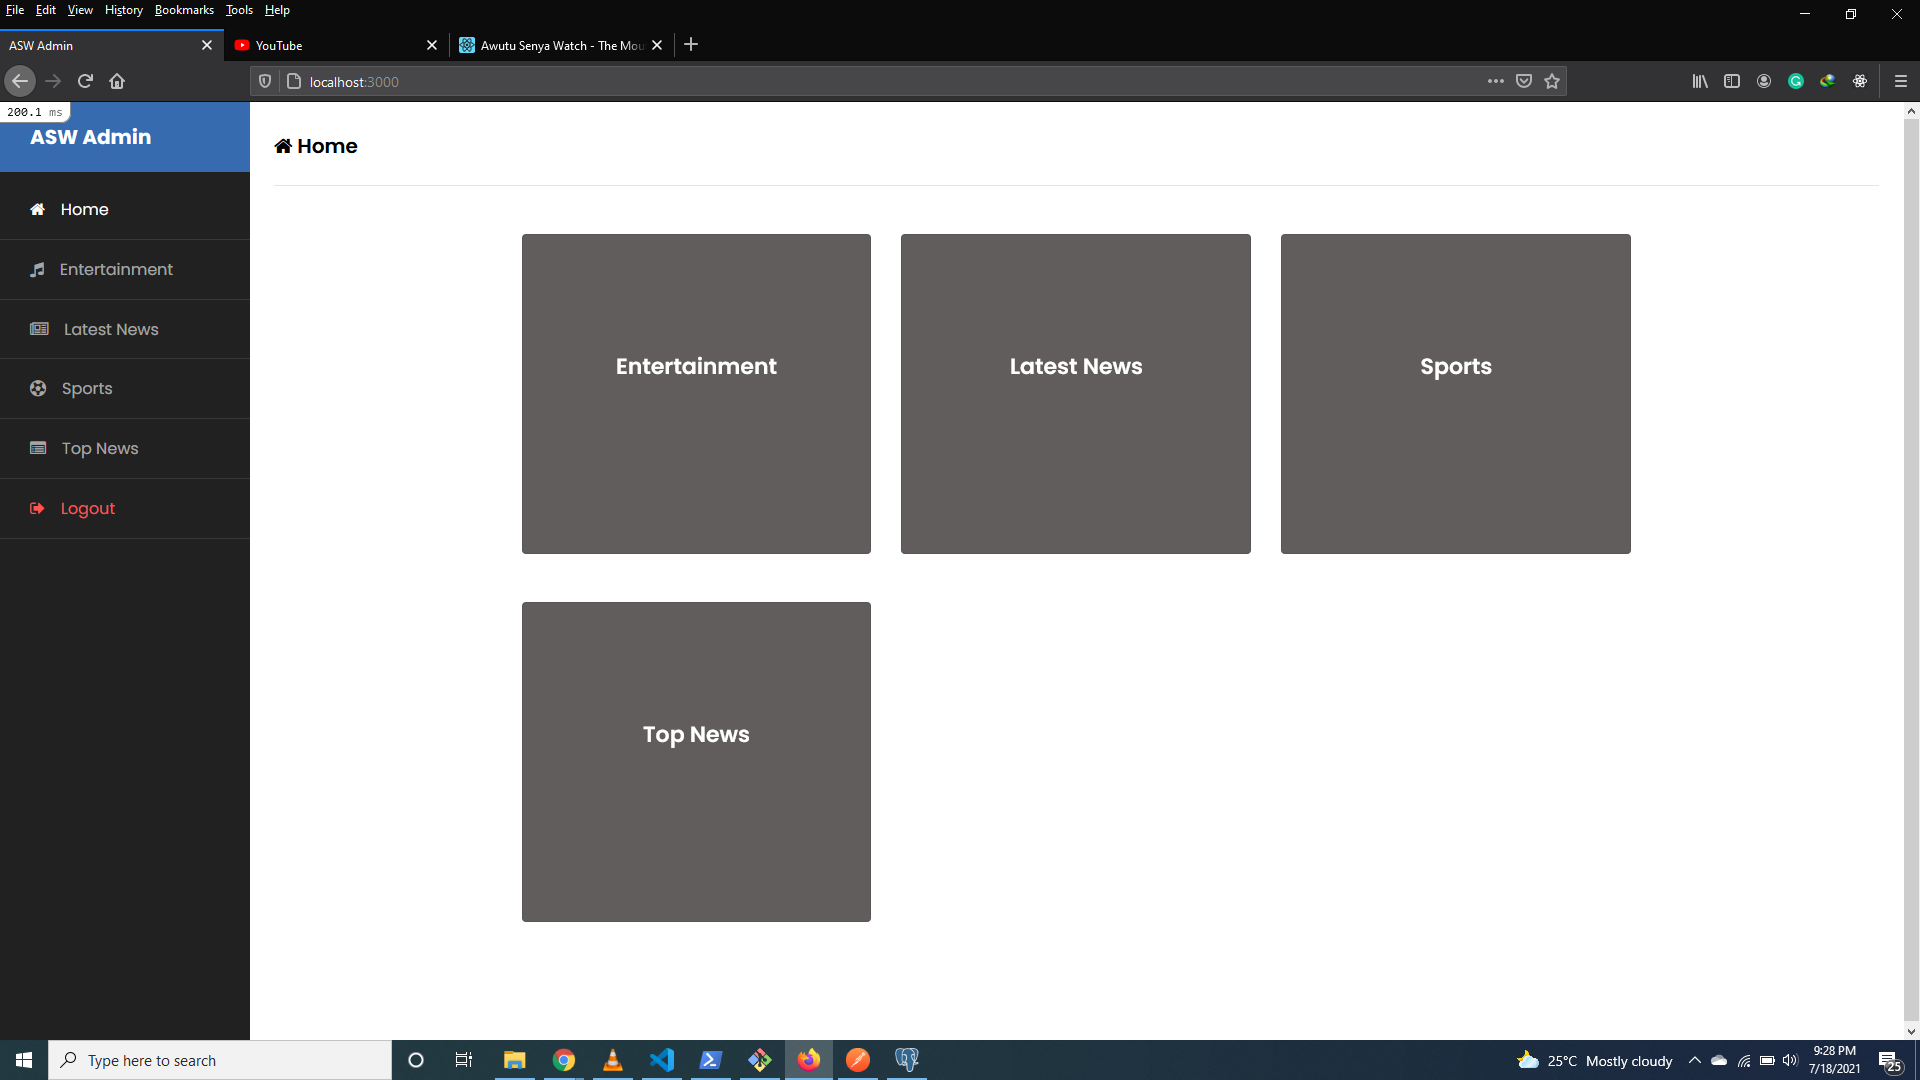 File Edit View History Bookmarks Tools Help
ASW Admin
YouTube
Awutu Senya Watch - The Mou
localhost:3000
200.1 ms
ASW Admin
Home
Home
Entertainment
Latest News
Sports
Top News
Logout
Entertainment
Latest News
Sports
Top News
Type here to search
25°C Mostly cloudy
9:28 PM
7/18/2021
25